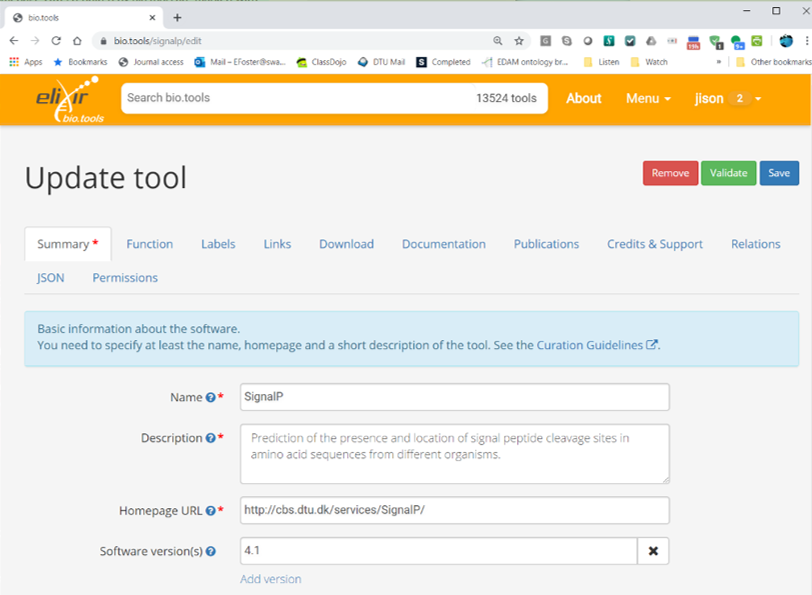 bio.tools
bio.tools/signalp/edit
Apps Bookmarks Journal access Mail – EFoster@swa... ClassDojo DTU Mail Completed EDAM ontology br... Listen Watch » Other bookmarks
elixir
bio.tools
Search bio.tools 13524 tools About Menu jison 2
Update tool Remove Validate Save
Summary * Function Labels Links Download Documentation Publications Credits & Support Relations
JSON Permissions
Basic information about the software.
You need to specify at least the name, homepage and a short description of the tool. See the Curation Guidelines.
Name * SignalP
Description * Prediction of the presence and location of signal peptide cleavage sites in
amino acid sequences from different organisms.
Homepage URL * http://cbs.dtu.dk/services/SignalP/
Software version(s) 4.1
Add version